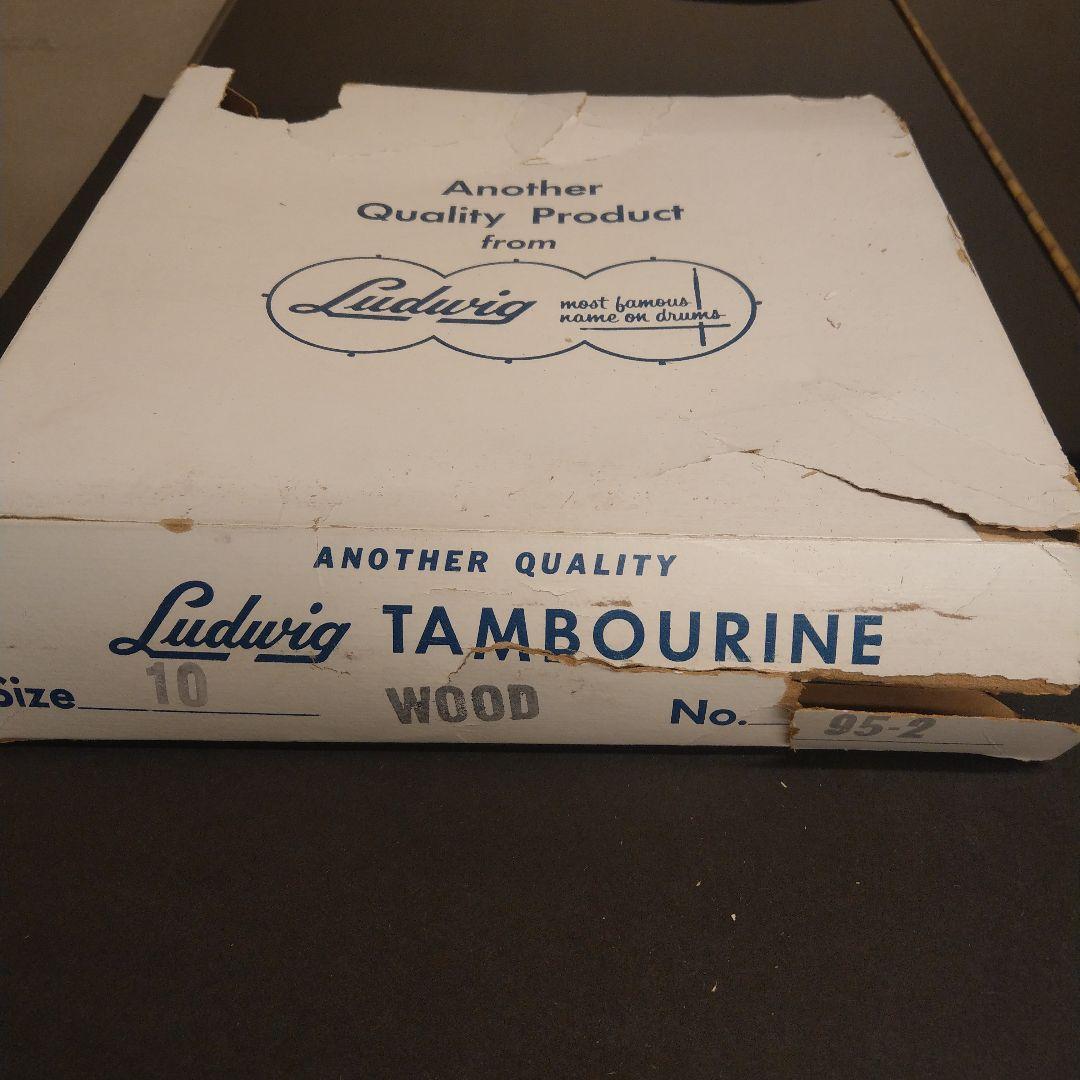 Another
Quality Product
from
Ludwig
most famous
name on drums
ANOTHER QUALITY
Ludwig TAMBOURINE
Size 10 WOOD No. 95-2